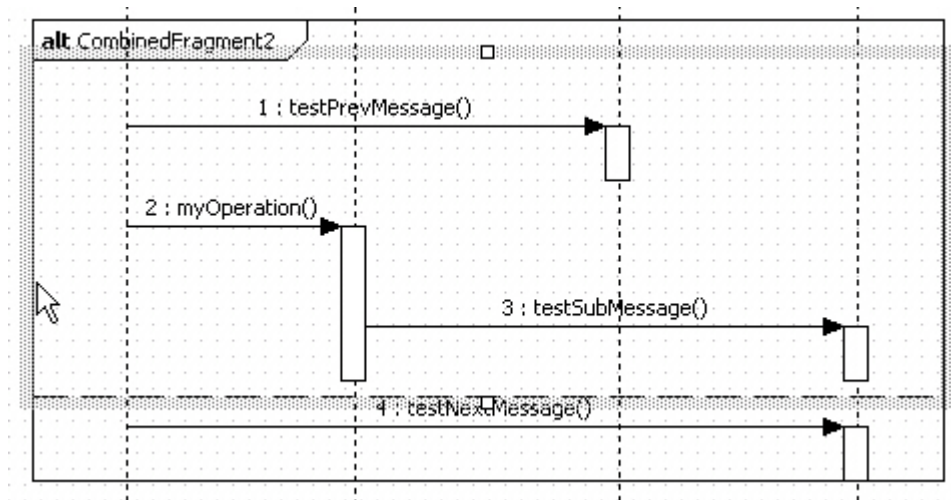 alt CombinedFragment2
1 : testPrevMessage()
2 : myOperation()
3 : testSubMessage()
4 : testNextMessage()